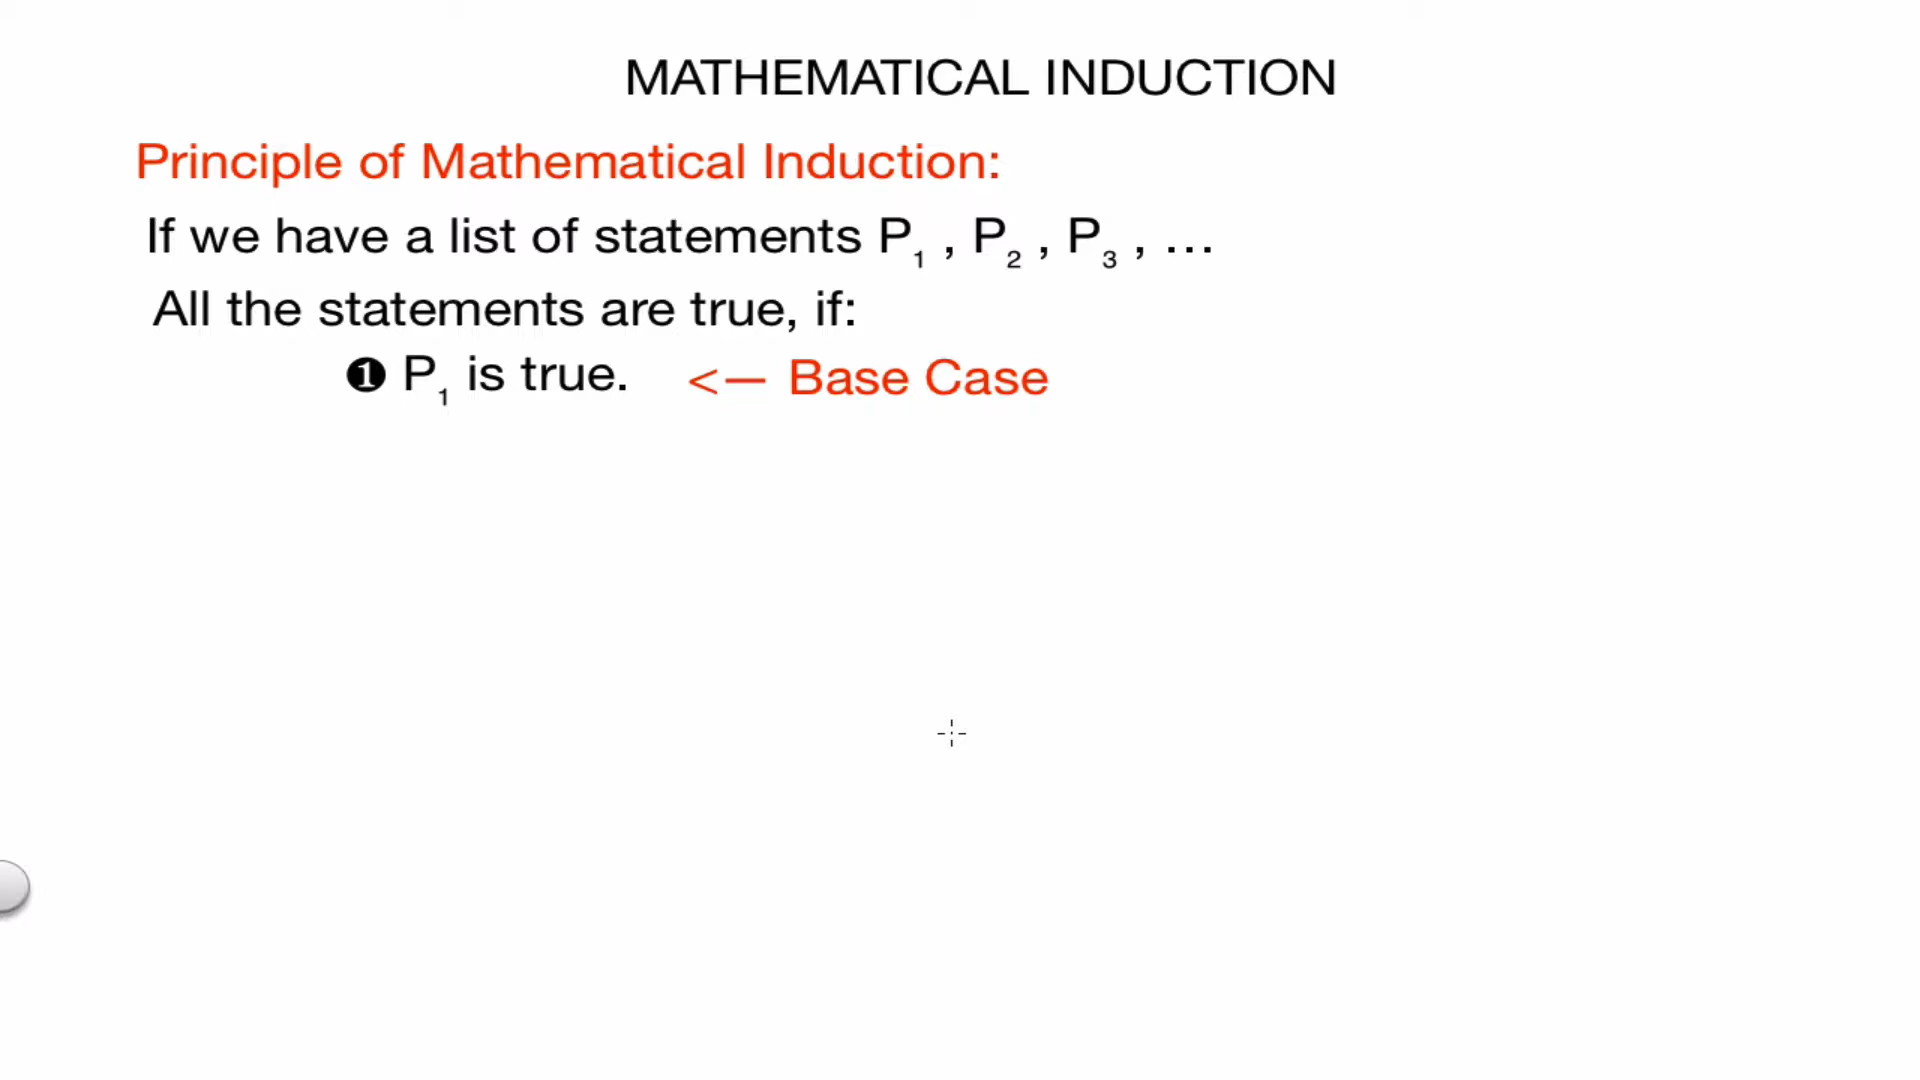 MATHEMATICAL INDUCTION
Principle of Mathematical Induction:
If we have a list of statements P₁ , P₂ , P₃ , ...
All the statements are true, if:
❶ P₁ is true. <— Base Case